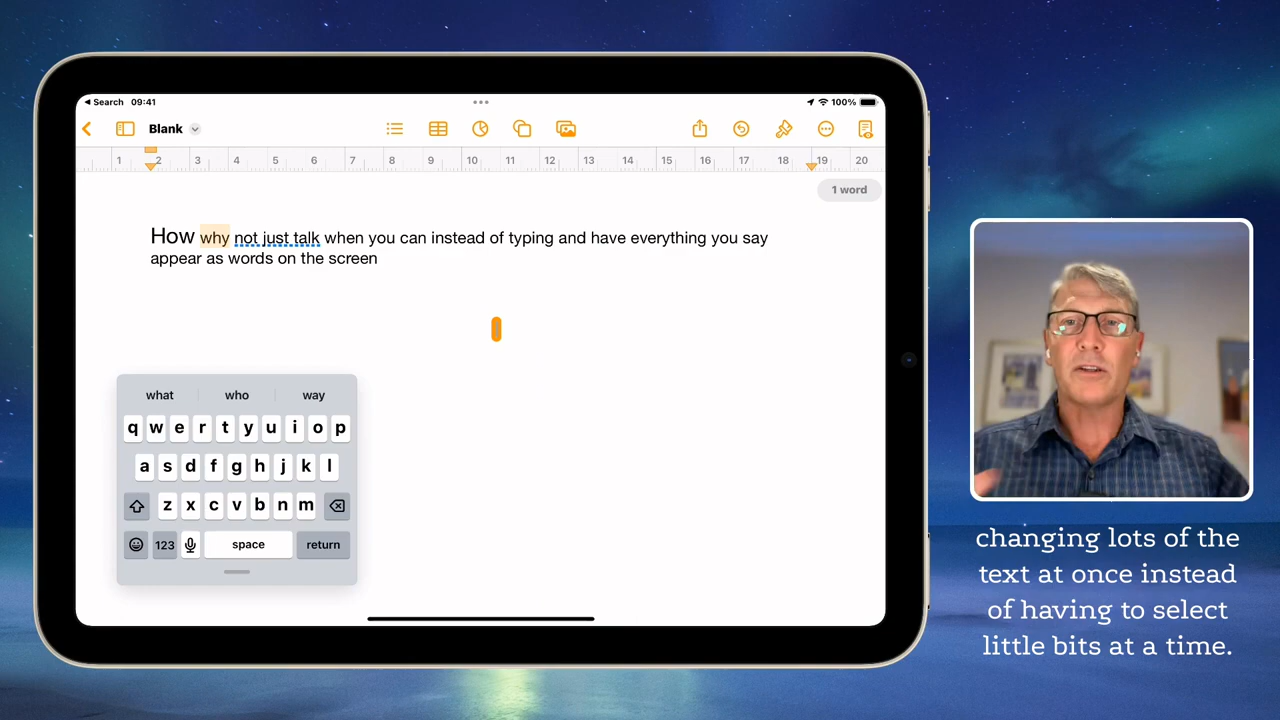 Search 09:41
100%
Blank
1 2 3 4 5 6 7 8 9 10 11 12 13 14 15 16 17 18 19 20
1 word
How why not just talk when you can instead of typing and have everything you say
appear as words on the screen
what who way
q w e r t y u i o p
a s d f g h j k l
z x c v b n m
123 space return
changing lots of the
text at once instead
of having to select
little bits at a time.